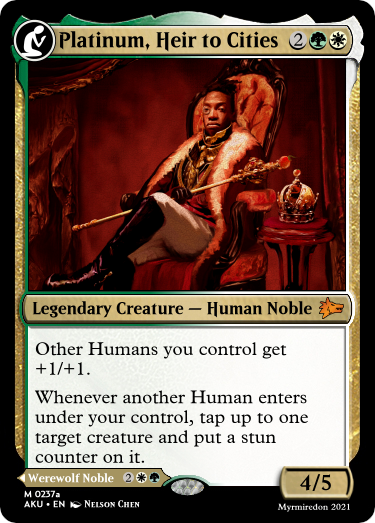 Platinum, Heir to Cities 2
Legendary Creature — Human Noble
Other Humans you control get
+1/+1.
Whenever another Human enters
under your control, tap up to one
target creature and put a stun
counter on it.
Werewolf Noble 2
4/5
M 0237a
AKU • EN Nelson Chen
Myrmiredon 2021